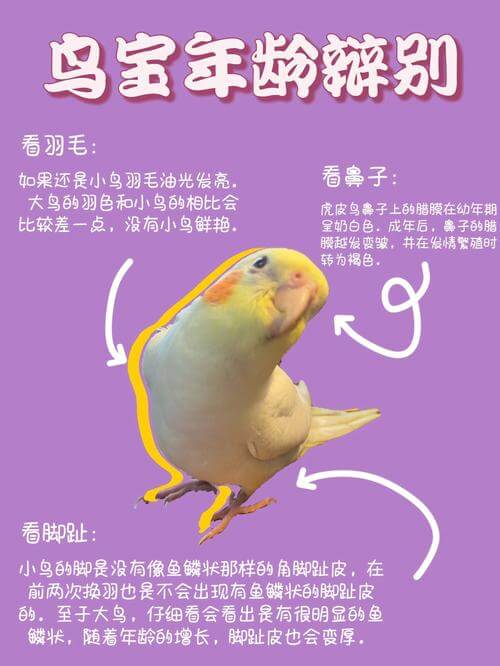 鸟宝年龄辩别
看羽毛：
如果还是小鸟羽毛油光发亮。
大鸟的羽色和小鸟的相比会
比较差一点，没有小鸟鲜艳。
看鼻子：
虎皮鸟鼻子上的腊膜在幼年期
呈奶白色。成年后，鼻子的腊
膜越发变皱，并在发情繁殖时
转为褐色。
看脚趾：
小鸟的脚是没有像鱼鳞状那样的角脚趾皮，在
前两次换羽也是不会出现有鱼鳞状的脚趾皮
的。至于大鸟，仔细看会看出是有很明显的鱼
鳞状，随着年龄的增长，脚趾皮也会变厚。